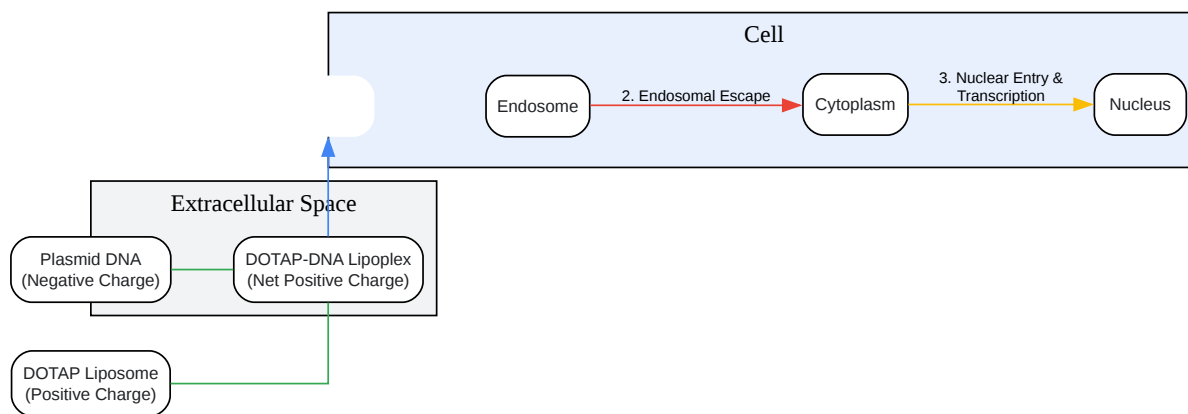 Cell
Endosome
2. Endosomal Escape
Cytoplasm
3. Nuclear Entry &
Transcription
Nucleus
Extracellular Space
Plasmid DNA
(Negative Charge)
DOTAP-DNA Lipoplex
(Net Positive Charge)
DOTAP Liposome
(Positive Charge)